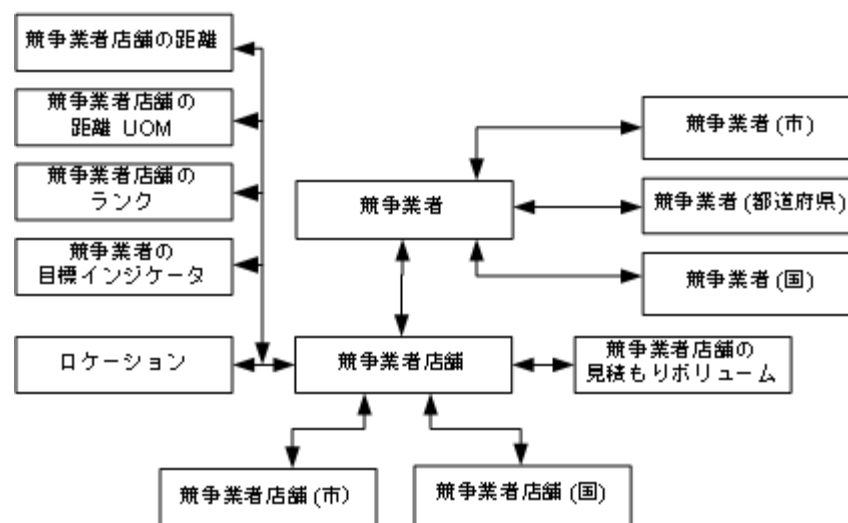 競争業者店舗の距離
競争業者店舗の
距離 UOM
競争業者店舗の
ランク
競争業者の
目標インジケータ
ロケーション
競争業者
競争業者店舗
競争業者 (市)
競争業者 (都道府県)
競争業者 (国)
競争業者店舗の
見積もりボリューム
競争業者店舗 (市)
競争業者店舗 (国)